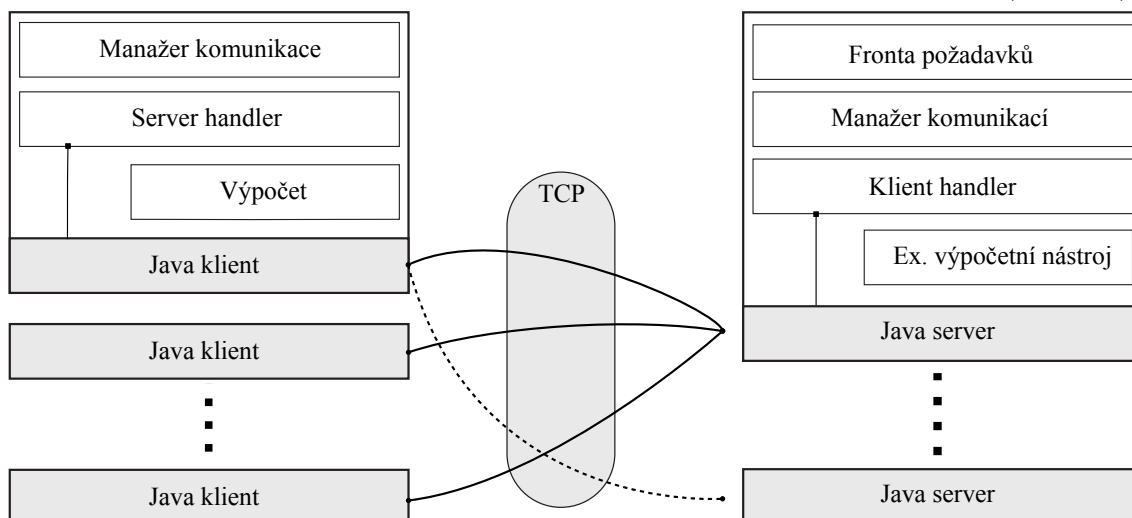 Manažer komunikace
Server handler
Výpočet
Java klient
Java klient
Java klient
TCP
Fronta požadavků
Manažer komunikací
Klient handler
Ex. výpočetní nástroj
Java server
Java server